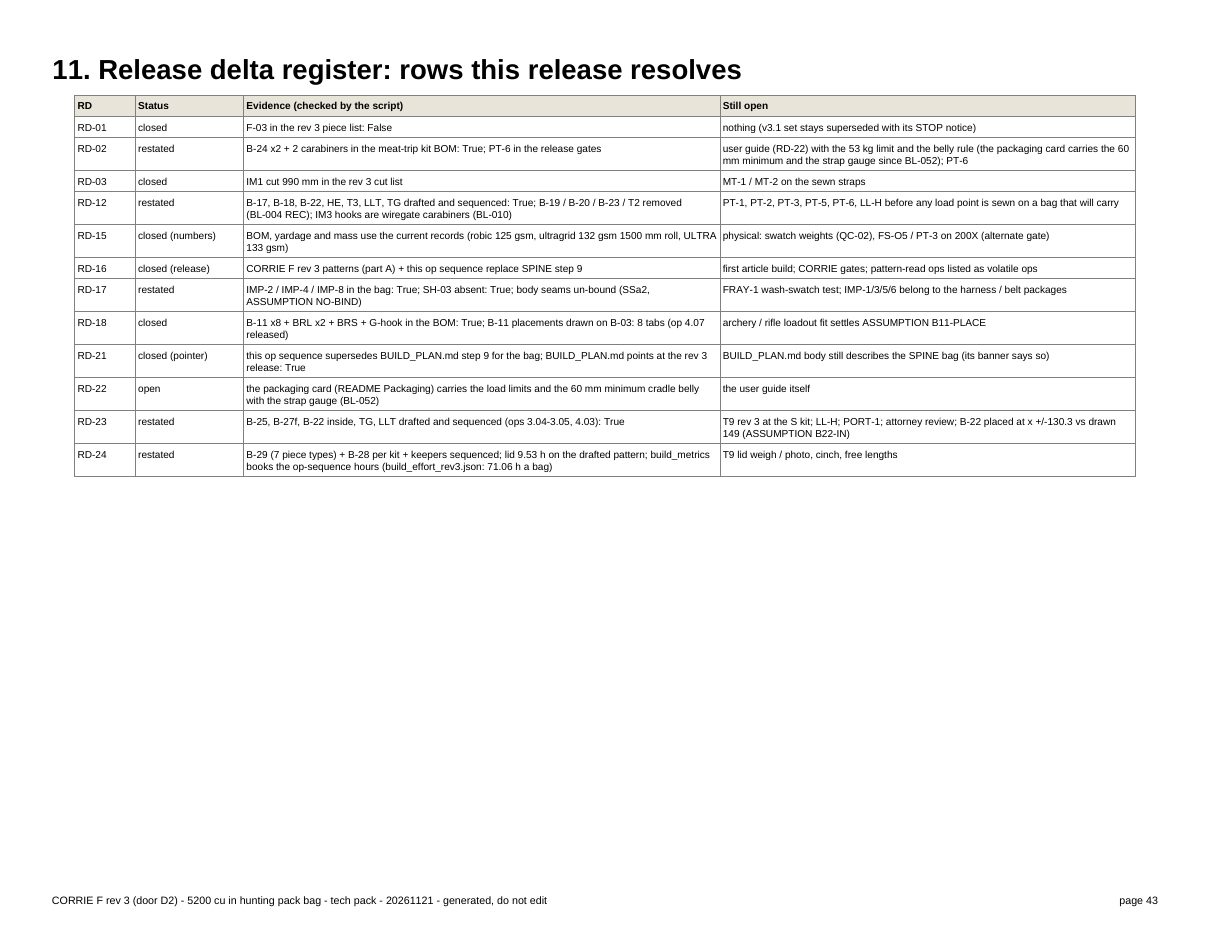 11. Release delta register: rows this release resolves
RD Status Evidence (checked by the script) Still open
RD-01 closed F-03 in the rev 3 piece list: False nothing (v3.1 set stays superseded with its STOP notice)
RD-02 restated B-24 x2 + 2 carabiners in the meat-trip kit BOM: True; PT-6 in the release gates user guide (RD-22) with the 53 kg limit and the belly rule (the packaging card carries the 60
mm minimum and the strap gauge since BL-052); PT-6
RD-03 closed IM1 cut 990 mm in the rev 3 cut list MT-1 / MT-2 on the sewn straps
RD-12 restated B-17, B-18, B-22, HE, T3, LLT, TG drafted and sequenced: True; B-19 / B-20 / B-23 / T2 removed PT-1, PT-2, PT-3, PT-5, PT-6, LL-H before any load point is sewn on a bag that will carry
(BL-004 REC); IM3 hooks are wiregate carabiners (BL-010)
RD-15 closed (numbers) BOM, yardage and mass use the current records (robic 125 gsm, ultragrid 132 gsm 1500 mm roll, ULTRA physical: swatch weights (QC-02), FS-O5 / PT-3 on 200X (alternate gate)
133 gsm)
RD-16 closed (release) CORRIE F rev 3 patterns (part A) + this op sequence replace SPINE step 9 first article build; CORRIE gates; pattern-read ops listed as volatile ops
RD-17 restated IMP-2 / IMP-4 / IMP-8 in the bag: True; SH-03 absent: True; body seams un-bound (SSa2, FRAY-1 wash-swatch test; IMP-1/3/5/6 belong to the harness / belt packages
ASSUMPTION NO-BIND)
RD-18 closed B-11 x8 + BRL x2 + BRS + G-hook in the BOM: True; B-11 placements drawn on B-03: 8 tabs (op 4.07 archery / rifle loadout fit settles ASSUMPTION B11-PLACE
released)
RD-21 closed (pointer) this op sequence supersedes BUILD_PLAN.md step 9 for the bag; BUILD_PLAN.md points at the rev 3 BUILD_PLAN.md body still describes the SPINE bag (its banner says so)
release: True
RD-22 open the packaging card (README Packaging) carries the load limits and the 60 mm minimum cradle belly the user guide itself
with the strap gauge (BL-052)
RD-23 restated B-25, B-27f, B-22 inside, TG, LLT drafted and sequenced (ops 3.04-3.05, 4.03): True T9 rev 3 at the S kit; LL-H; PORT-1; attorney review; B-22 placed at x +/-130.3 vs drawn
149 (ASSUMPTION B22-IN)
RD-24 restated B-29 (7 piece types) + B-28 per kit + keepers sequenced; lid 9.53 h on the drafted pattern; build_metrics T9 lid weigh / photo, cinch, free lengths
books the op-sequence hours (build_effort_rev3.json: 71.06 h a bag)
CORRIE F rev 3 (door D2) - 5200 cu in hunting pack bag - tech pack - 20261121 - generated, do not edit page 43